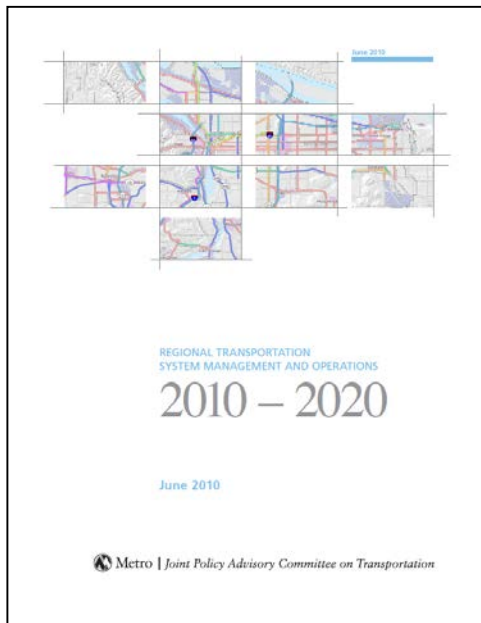 June 2010
REGIONAL TRANSPORTATION
SYSTEM MANAGEMENT AND OPERATIONS
2010 – 2020
June 2010
Metro | Joint Policy Advisory Committee on Transportation